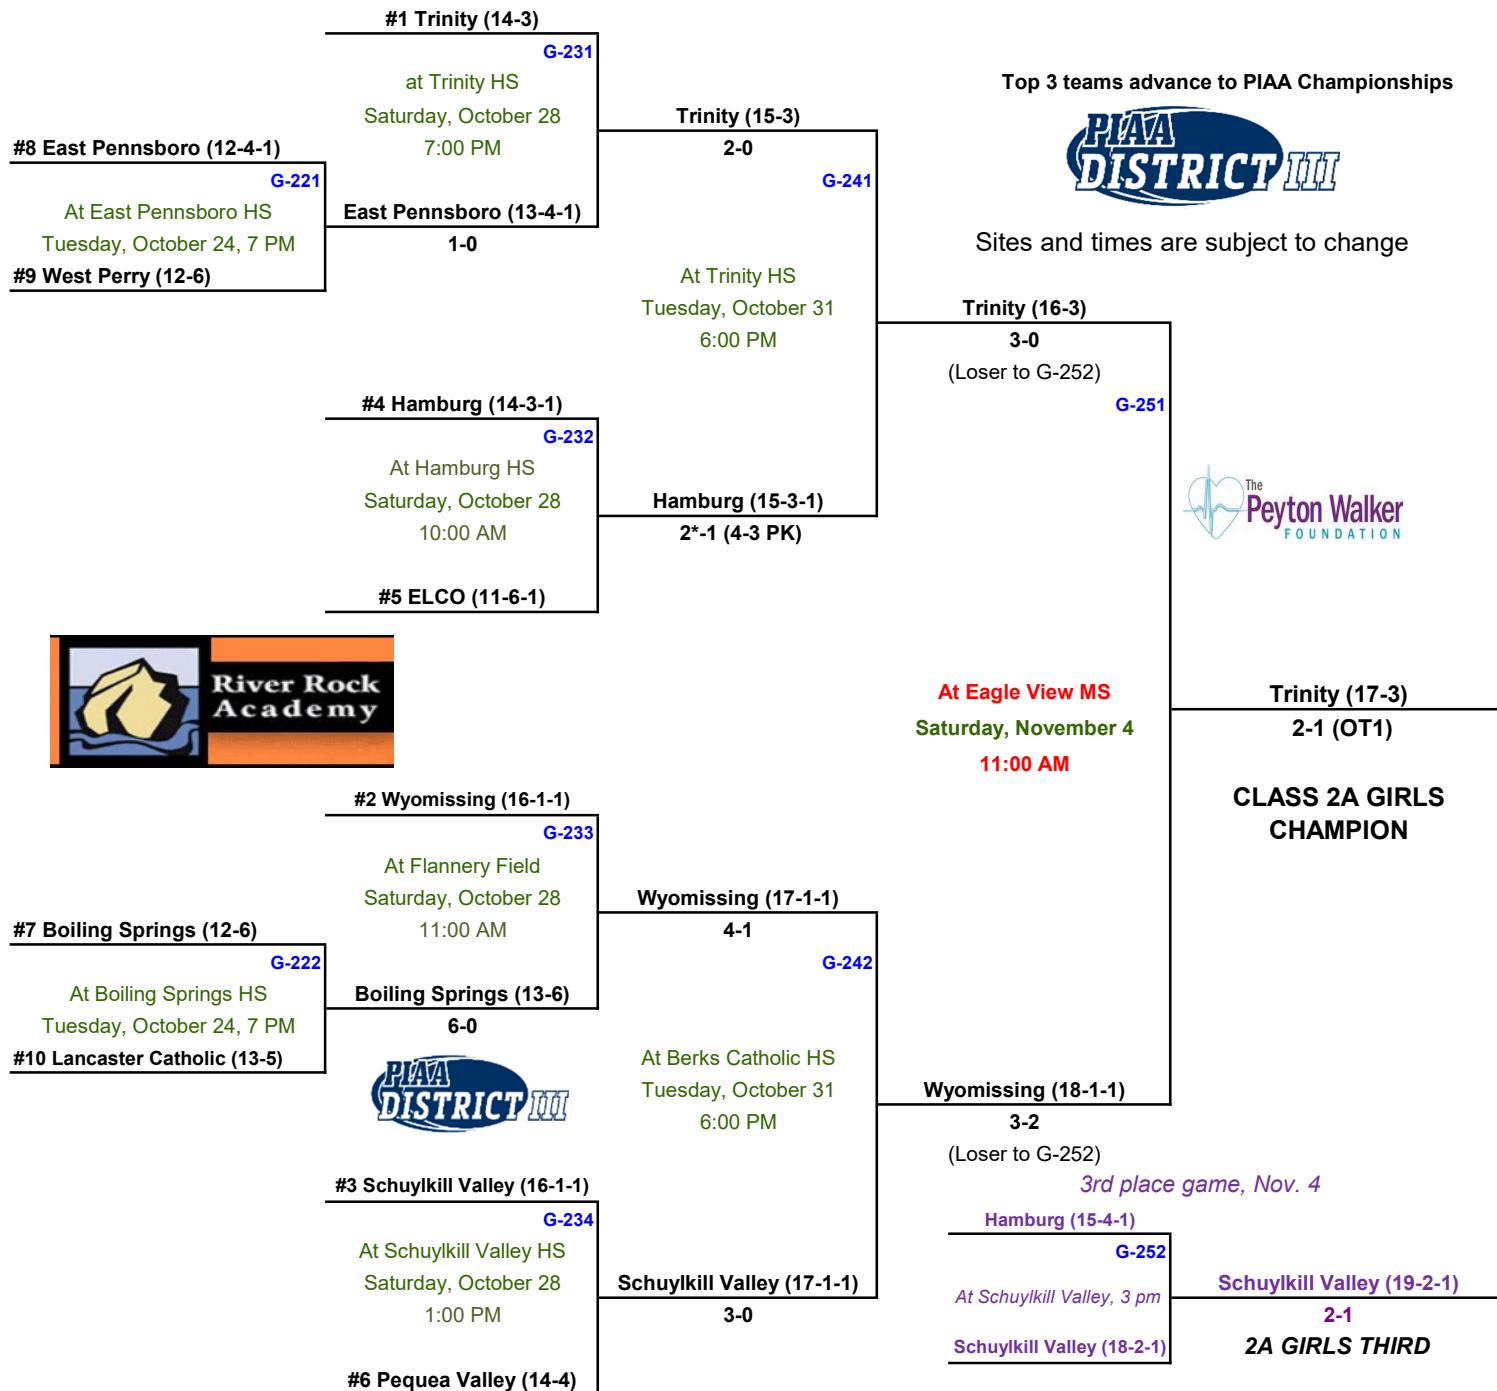 #1 Trinity (14-3)
G-231
at Trinity HS
Saturday, October 28
7:00 PM
Top 3 teams advance to PIAA Championships
PIAA
DISTRICT III
Sites and times are subject to change
Trinity (15-3)
2-0
#8 East Pennsboro (12-4-1)
G-221
At East Pennsboro HS
Tuesday, October 24, 7 PM
#9 West Perry (12-6)
East Pennsboro (13-4-1)
1-0
G-241
At Trinity HS
Tuesday, October 31
6:00 PM
Trinity (16-3)
3-0
(Loser to G-252)
G-251
#4 Hamburg (14-3-1)
G-232
At Hamburg HS
Saturday, October 28
10:00 AM
Hamburg (15-3-1)
2*-1 (4-3 PK)
#5 ELCO (11-6-1)
The
Peyton Walker
FOUNDATION
River Rock
Academy
At Eagle View MS
Saturday, November 4
11:00 AM
Trinity (17-3)
2-1 (OT1)
CLASS 2A GIRLS
CHAMPION
#2 Wyomissing (16-1-1)
G-233
At Flannery Field
Saturday, October 28
11:00 AM
Wyomissing (17-1-1)
4-1
#7 Boiling Springs (12-6)
G-222
At Boiling Springs HS
Tuesday, October 24, 7 PM
#10 Lancaster Catholic (13-5)
Boiling Springs (13-6)
6-0
G-242
At Berks Catholic HS
Tuesday, October 31
6:00 PM
PIAA
DISTRICT III
Wyomissing (18-1-1)
3-2
(Loser to G-252)
#3 Schuylkill Valley (16-1-1)
G-234
At Schuylkill Valley HS
Saturday, October 28
1:00 PM
Schuylkill Valley (17-1-1)
3-0
#6 Pequea Valley (14-4)
3rd place game, Nov. 4
Hamburg (15-4-1)
G-252
At Schuylkill Valley, 3 pm
Schuylkill Valley (18-2-1)
Schuylkill Valley (19-2-1)
2-1
2A GIRLS THIRD